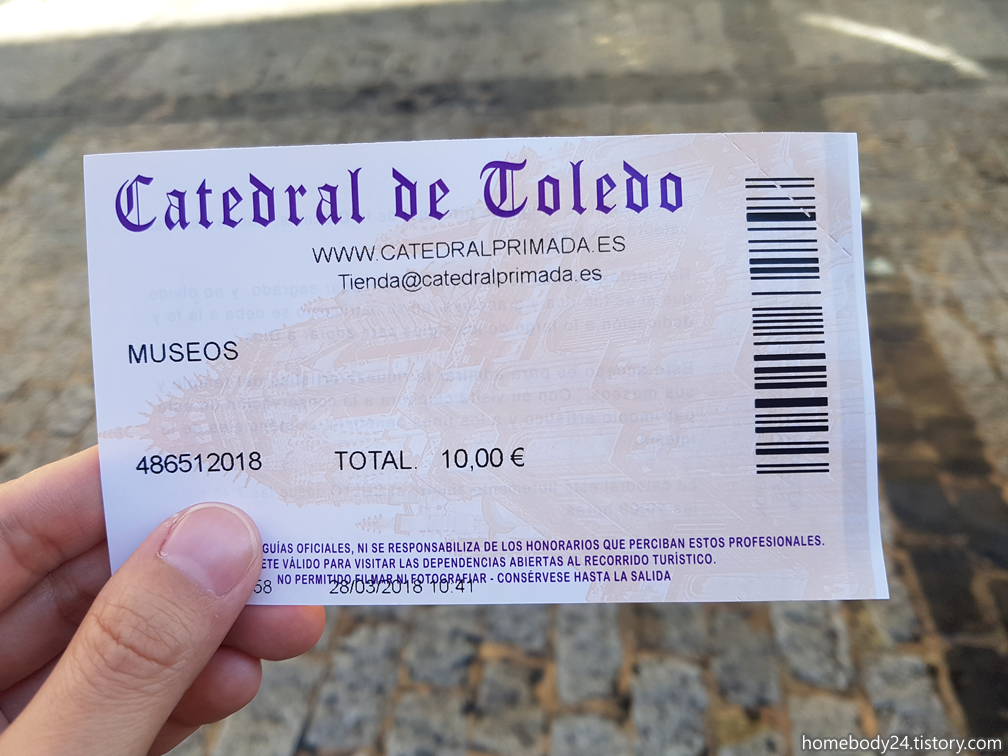 Catedral de Toledo
WWW.CATEDRALPRIMADA.ES
Tienda@catedralprimada.es
MUSEOS
486512018 TOTAL. 10,00 €
GUÍAS OFICIALES, NI SE RESPONSABILIZA DE LOS HONORARIOS QUE PERCIBAN ESTOS PROFESIONALES.
ETE VÁLIDO PARA VISITAR LAS DEPENDENCIAS ABIERTAS AL RECORRIDO TURÍSTICO.
NO PERMITIDO FILMAR NI FOTOGRAFIAR - CONSÉRVESE HASTA LA SALIDA
58 28/03/2018 10:41
homebody24.tistory.com